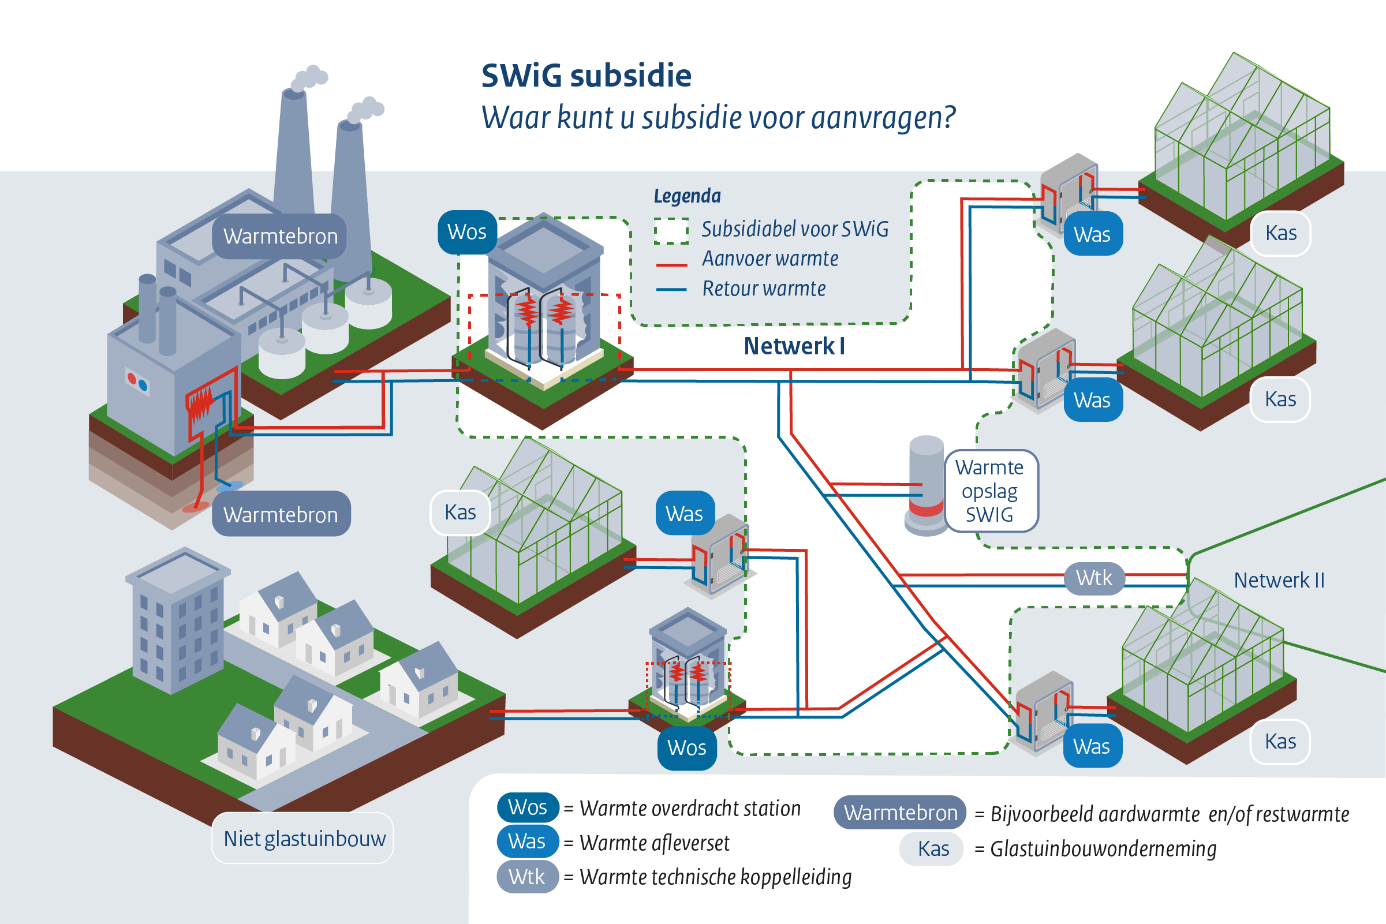 SWiG subsidie
Waar kunt u subsidie voor aanvragen?
Legenda
Subsidiabel voor SWiG
Aanvoer warmte
Retour warmte
Warmtebron
Wos
Was
Kas
Netwerk I
Was
Kas
Warmte
opslag
SWIG
Warmtebron
Kas
Was
Wtk
Netwerk II
Wos
Was
Kas
Niet glastuinbouw
Wos = Warmte overdracht station
Was = Warmte afleverset
Wtk = Warmte technische koppelleiding
Warmtebron = Bijvoorbeeld aardwarmte en/of restwarmte
Kas = Glastuinbouwonderneming